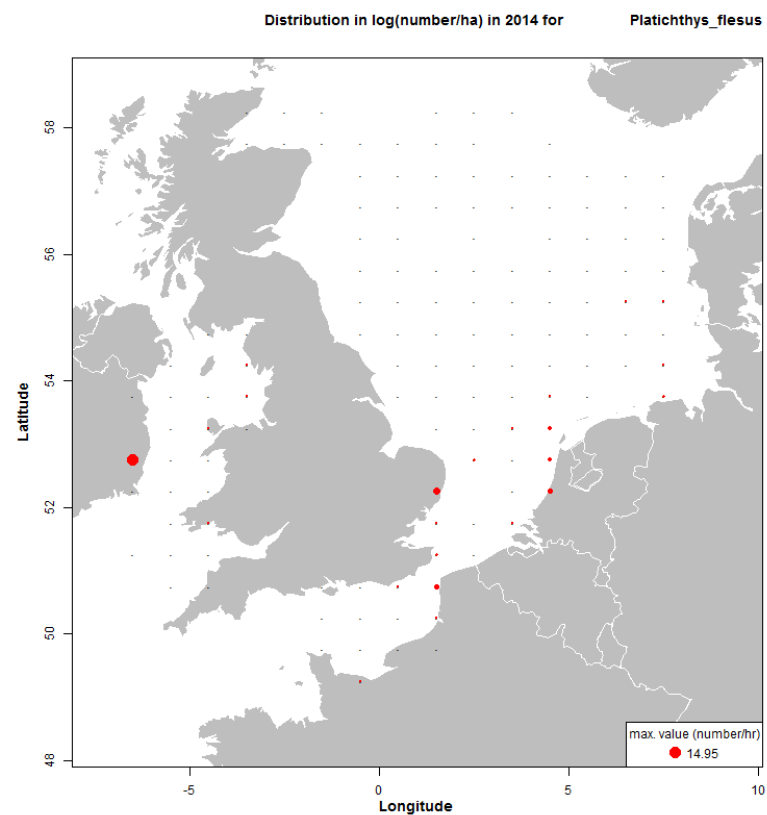 Distribution in log(number/ha) in 2014 for Platichthys_flesus
58
56
54
52
50
48
Latitude
-5 0 5 10
Longitude
max. value (number/hr)
14.95